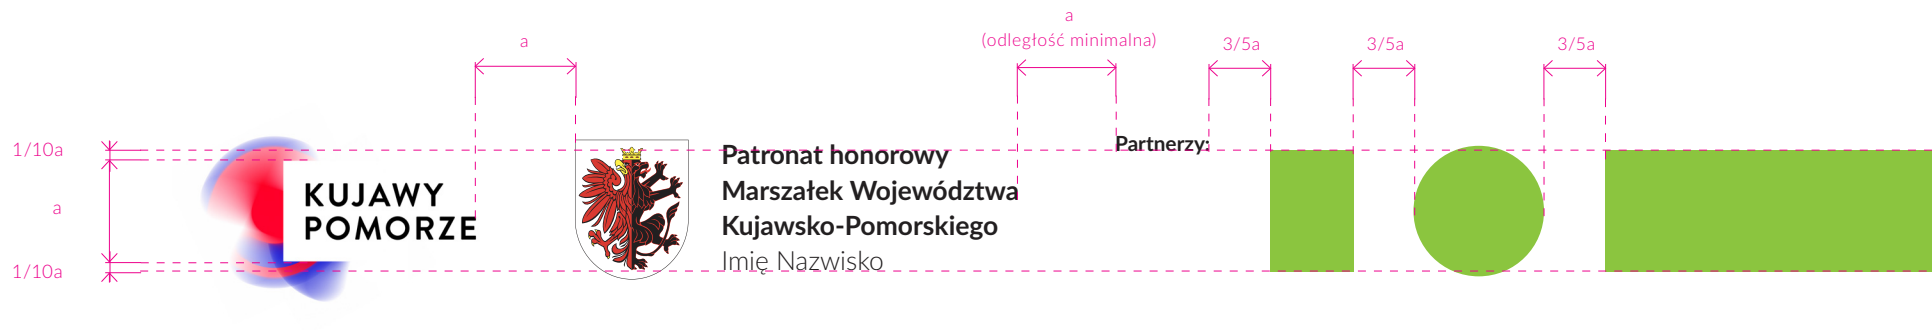 a
(odległość minimalna)
a
3/5a
3/5a
3/5a
1/10a
a
1/10a
KUJAWY
POMORZE
Patronat honorowy
Marszałek Województwa
Kujawsko-Pomorskiego
Imię Nazwisko
Partnerzy: